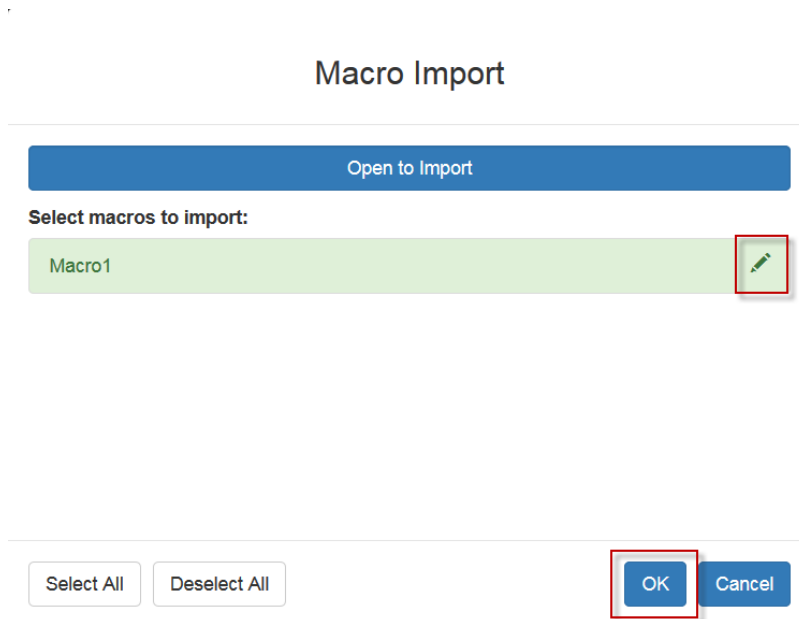 Macro Import
Open to Import
Select macros to import:
Macro1
Select All Deselect All OK Cancel